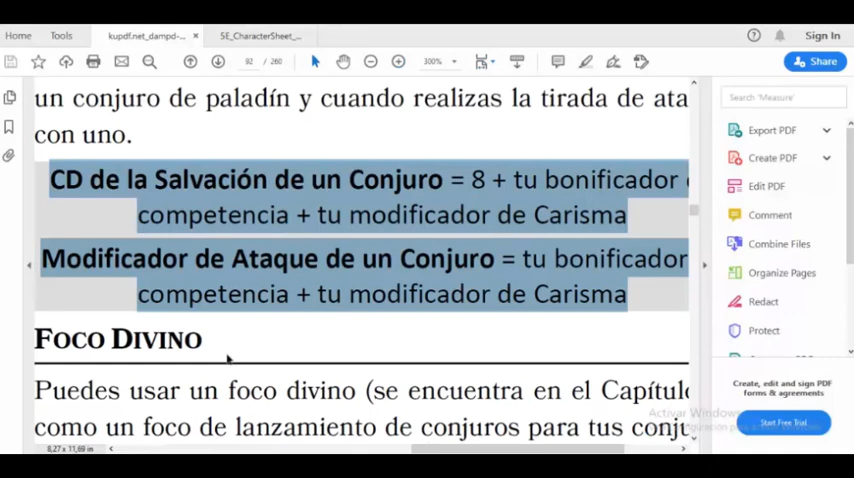 Home Tools kupdf.net_dampd-... × 5E_CharacterSheet_... Sign In
92 / 260 300% Share
un conjuro de paladín y cuando realizas la tirada de ata
con uno.
CD de la Salvación de un Conjuro = 8 + tu bonificador
competencia + tu modificador de Carisma
Modificador de Ataque de un Conjuro = tu bonificador
competencia + tu modificador de Carisma
FOCO DIVINO
Puedes usar un foco divino (se encuentra en el Capítulo
como un foco de lanzamiento de conjuros para tus conju
8,27 x 11,69 in
Search 'Measure'
Export PDF
Create PDF
Edit PDF
Comment
Combine Files
Organize Pages
Redact
Protect
Create, edit and sign PDF
forms & agreements
Activar Windows
Start Free Trial